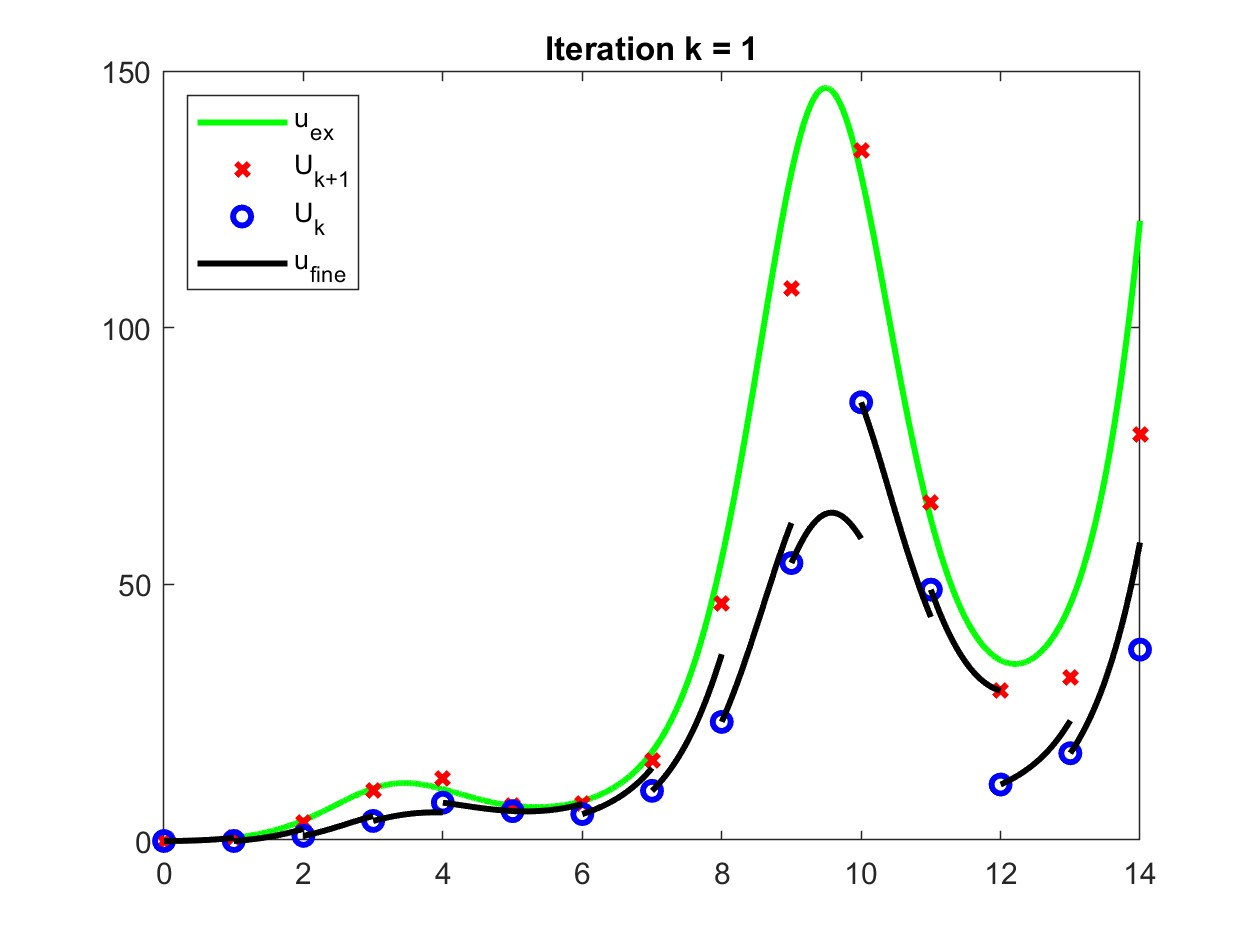 Iteration k = 1
150
100
50
0
u_ex
U_k+1
U_k
u_fine
0 2 4 6 8 10 12 14